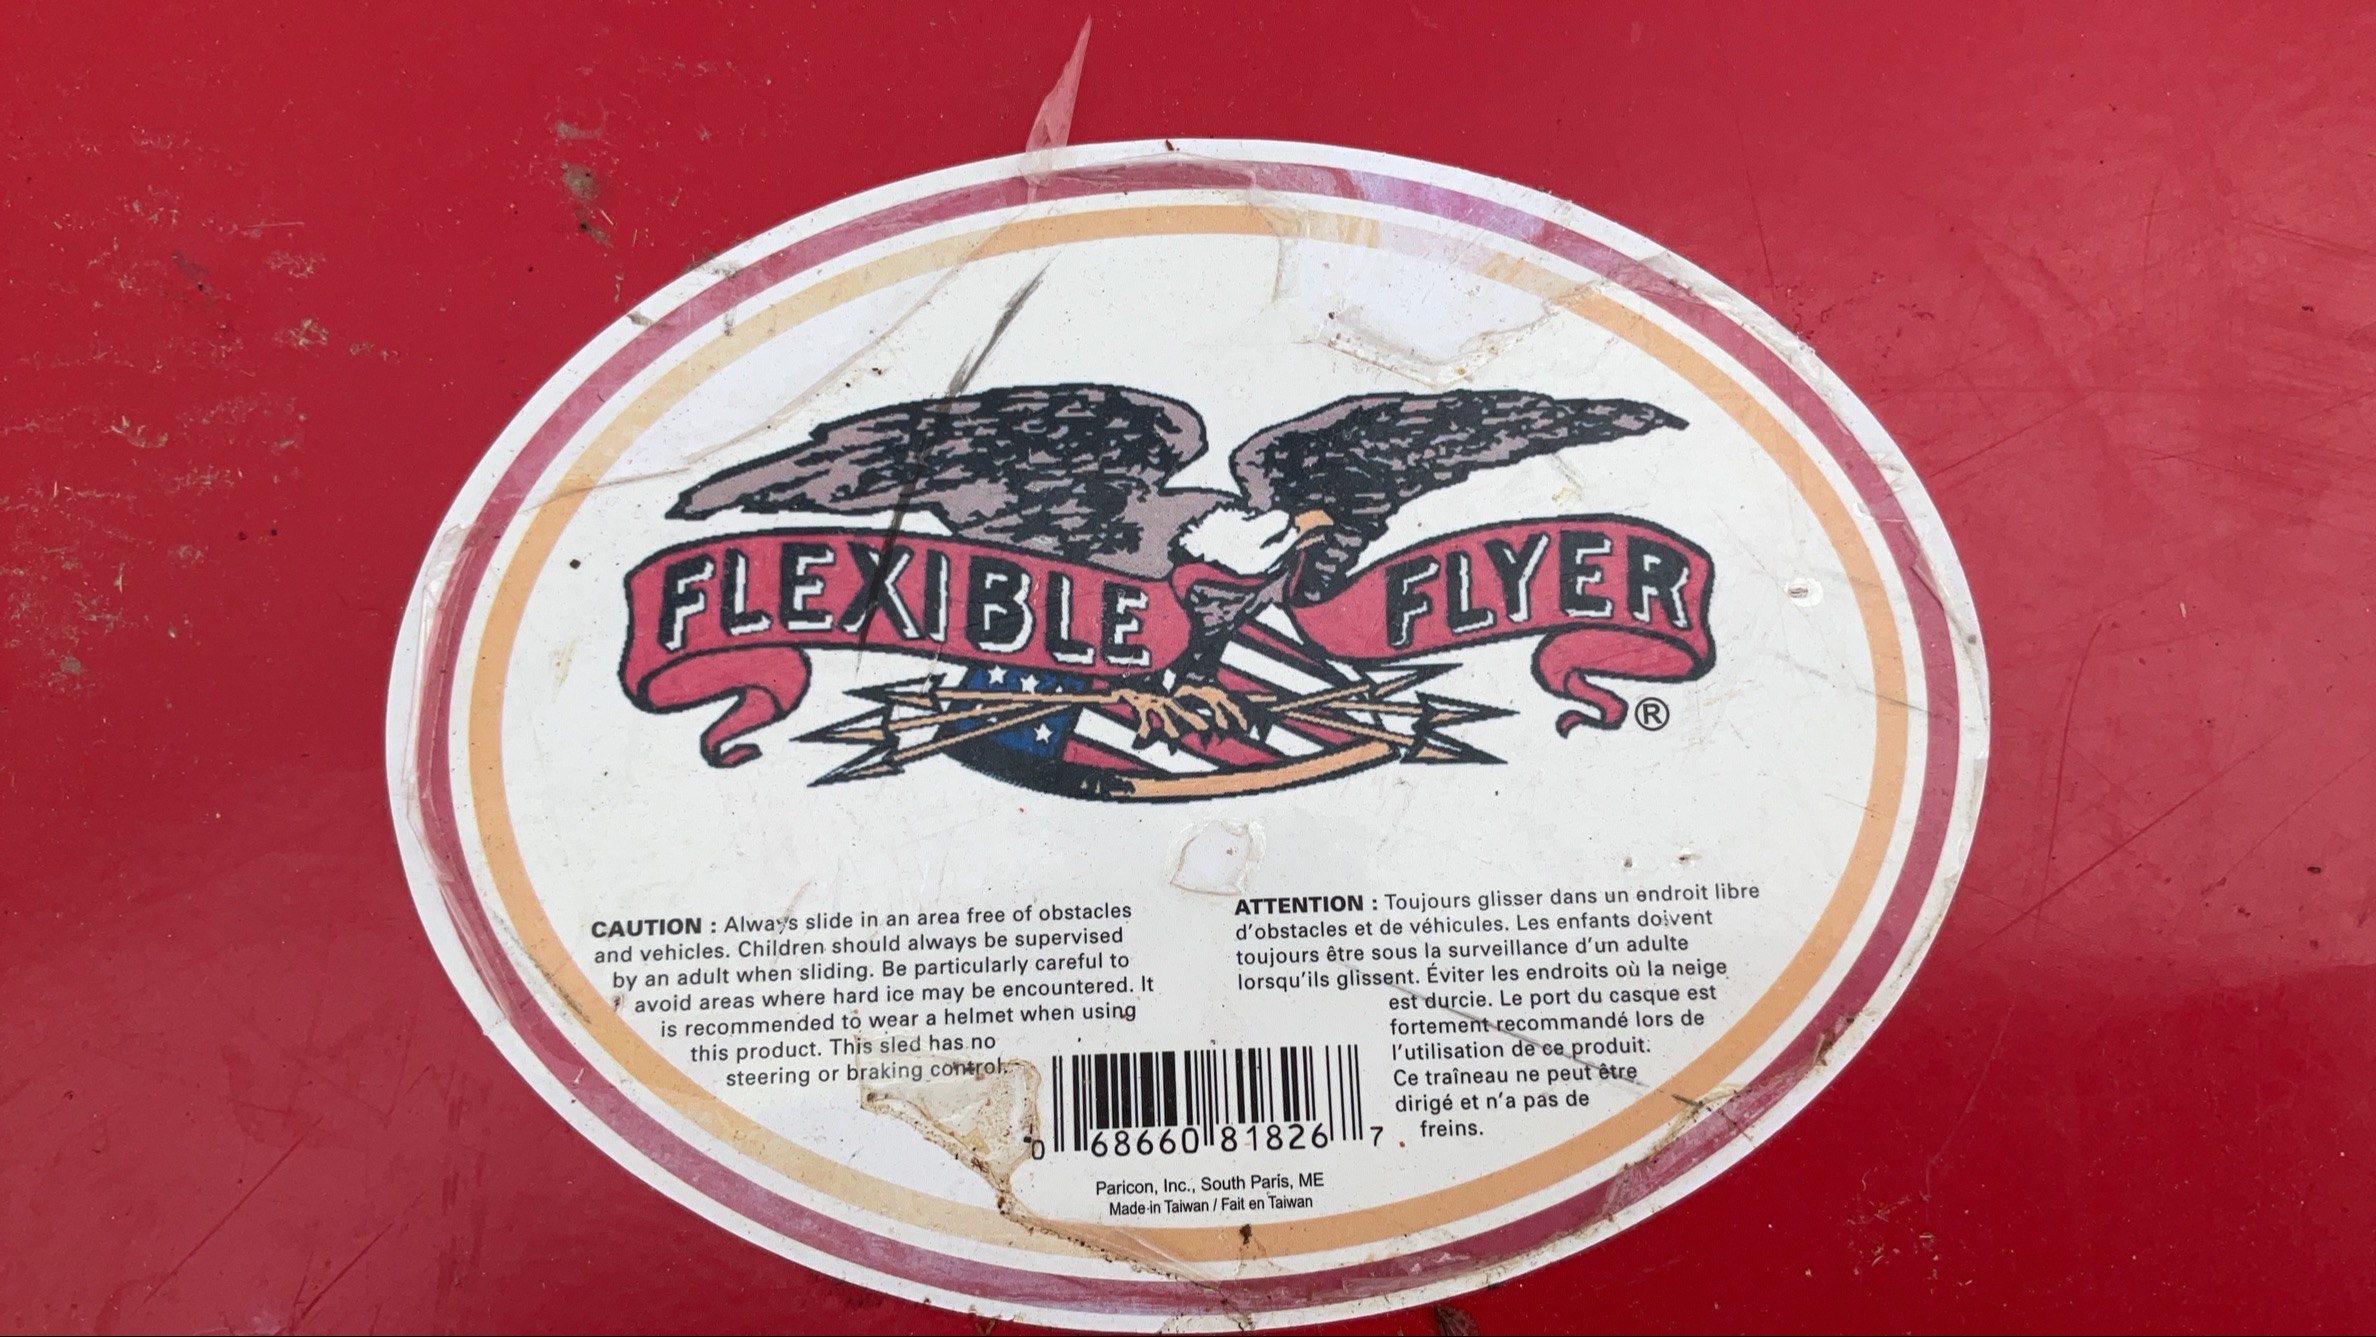 FLEXIBLE FLYER
®
CAUTION : Always slide in an area free of obstacles
and vehicles. Children should always be supervised
by an adult when sliding. Be particularly careful to
avoid areas where hard ice may be encountered. It
is recommended to wear a helmet when using
this product. This sled has no
steering or braking control.
ATTENTION : Toujours glisser dans un endroit libre
d'obstacles et de véhicules. Les enfants doivent
toujours être sous la surveillance d'un adulte
lorsqu'ils glissent. Éviter les endroits où la neige
est durcie. Le port du casque est
fortement recommandé lors de
l'utilisation de ce produit.
Ce traîneau ne peut être
dirigé et n'a pas de
freins.
0 68660 81826 7
Paricon, Inc., South Paris, ME
Made in Taiwan / Fait en Taiwan